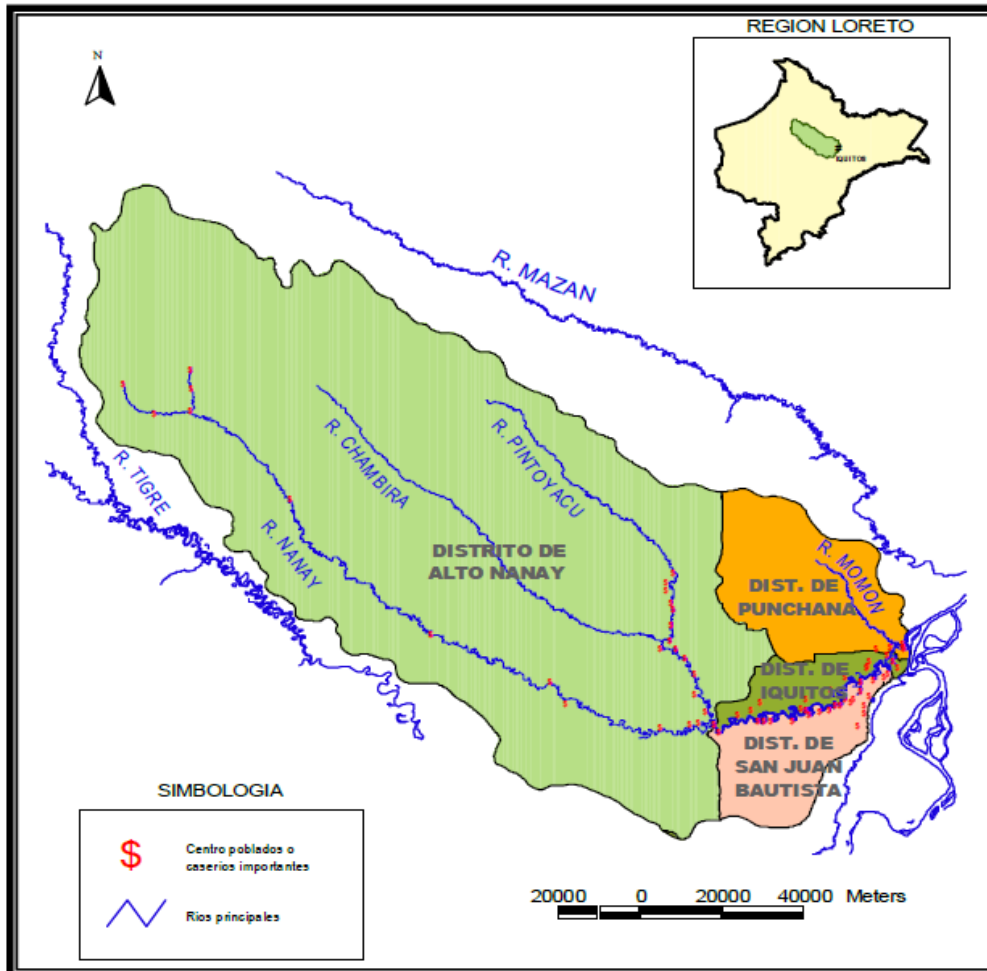 REGION LORETO
IQUITOS
N
R. MAZAN
R. TIGRE
R. NANAY
R. CHAMBIRA
R. PINTOYACU
DISTRITO DE
ALTO NANAY
R. MOMON
DIST. DE
PUNCHANA
DIST. DE
IQUITOS
DIST. DE
SAN JUAN
BAUTISTA
SIMBOLOGIA
$ Centro poblados o
caserios importantes
Rios principales
20000 0 20000 40000 Meters